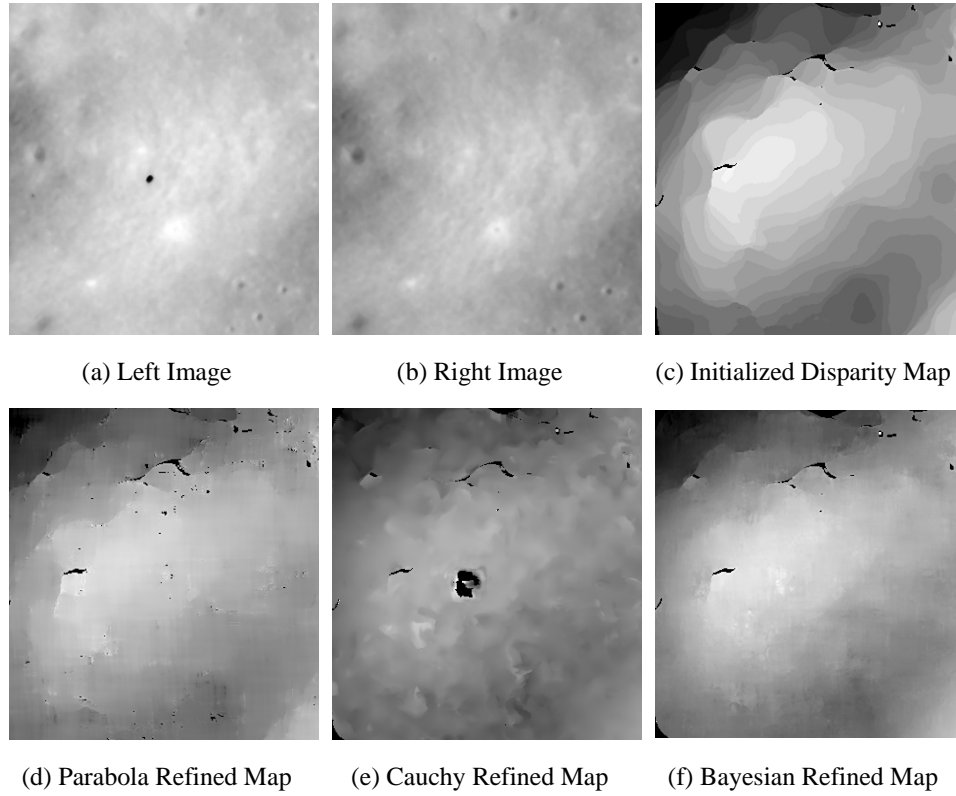 (a) Left Image
(b) Right Image
(c) Initialized Disparity Map
(d) Parabola Refined Map
(e) Cauchy Refined Map
(f) Bayesian Refined Map